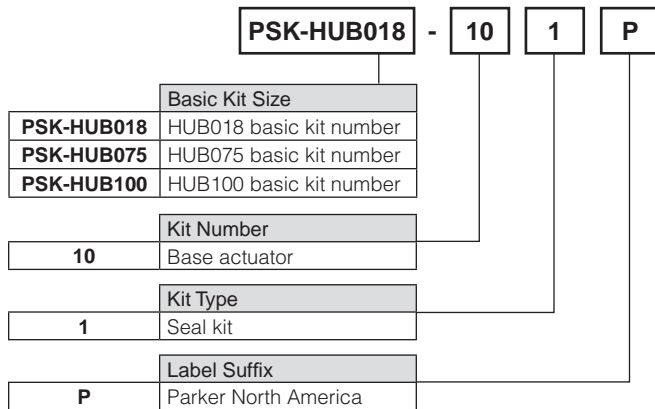 PSK-HUB018 - 10 1 P
Basic Kit Size
PSK-HUB018 HUB018 basic kit number
PSK-HUB075 HUB075 basic kit number
PSK-HUB100 HUB100 basic kit number
Kit Number
10 Base actuator
Kit Type
1 Seal kit
Label Suffix
P Parker North America